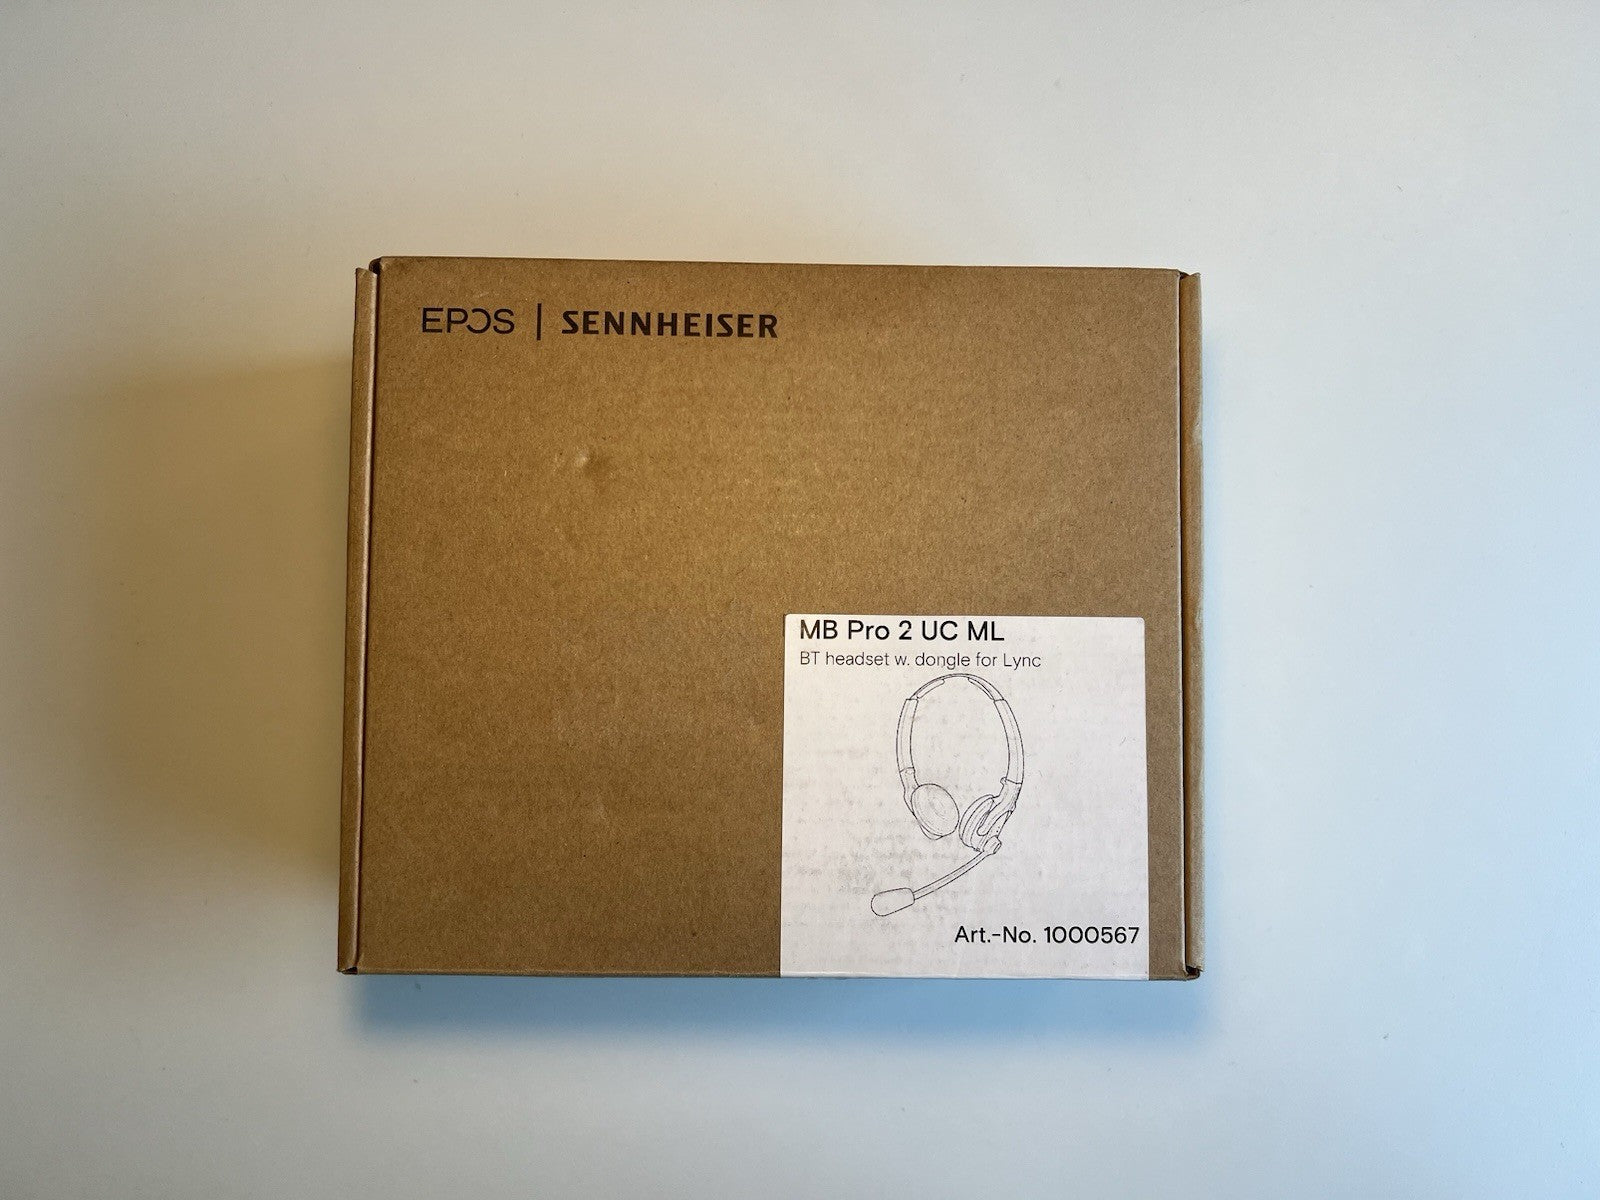 EPOS | SENNHEISER
MB Pro 2 UC ML
BT headset w. dongle for Lync
Art.-No. 1000567